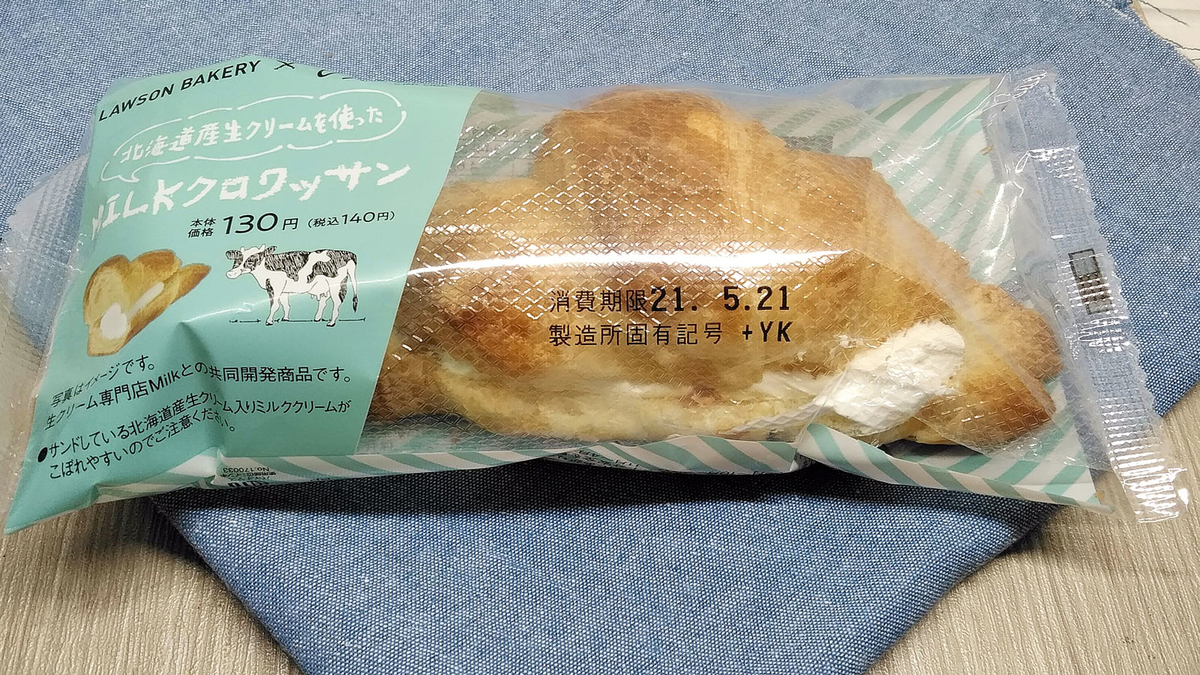 LAWSON BAKERY ×
北海道産生クリームを使った
MILKクロワッサン
本体
価格 130円 (税込140円)
写真はイメージです。
生クリーム専門店Milkとの共同開発商品です。
●サンドしている北海道産生クリーム入りミルククリームが
こぼれやすいのでご注意ください。
消費期限21. 5.21
製造所固有記号 +YK
No.170033